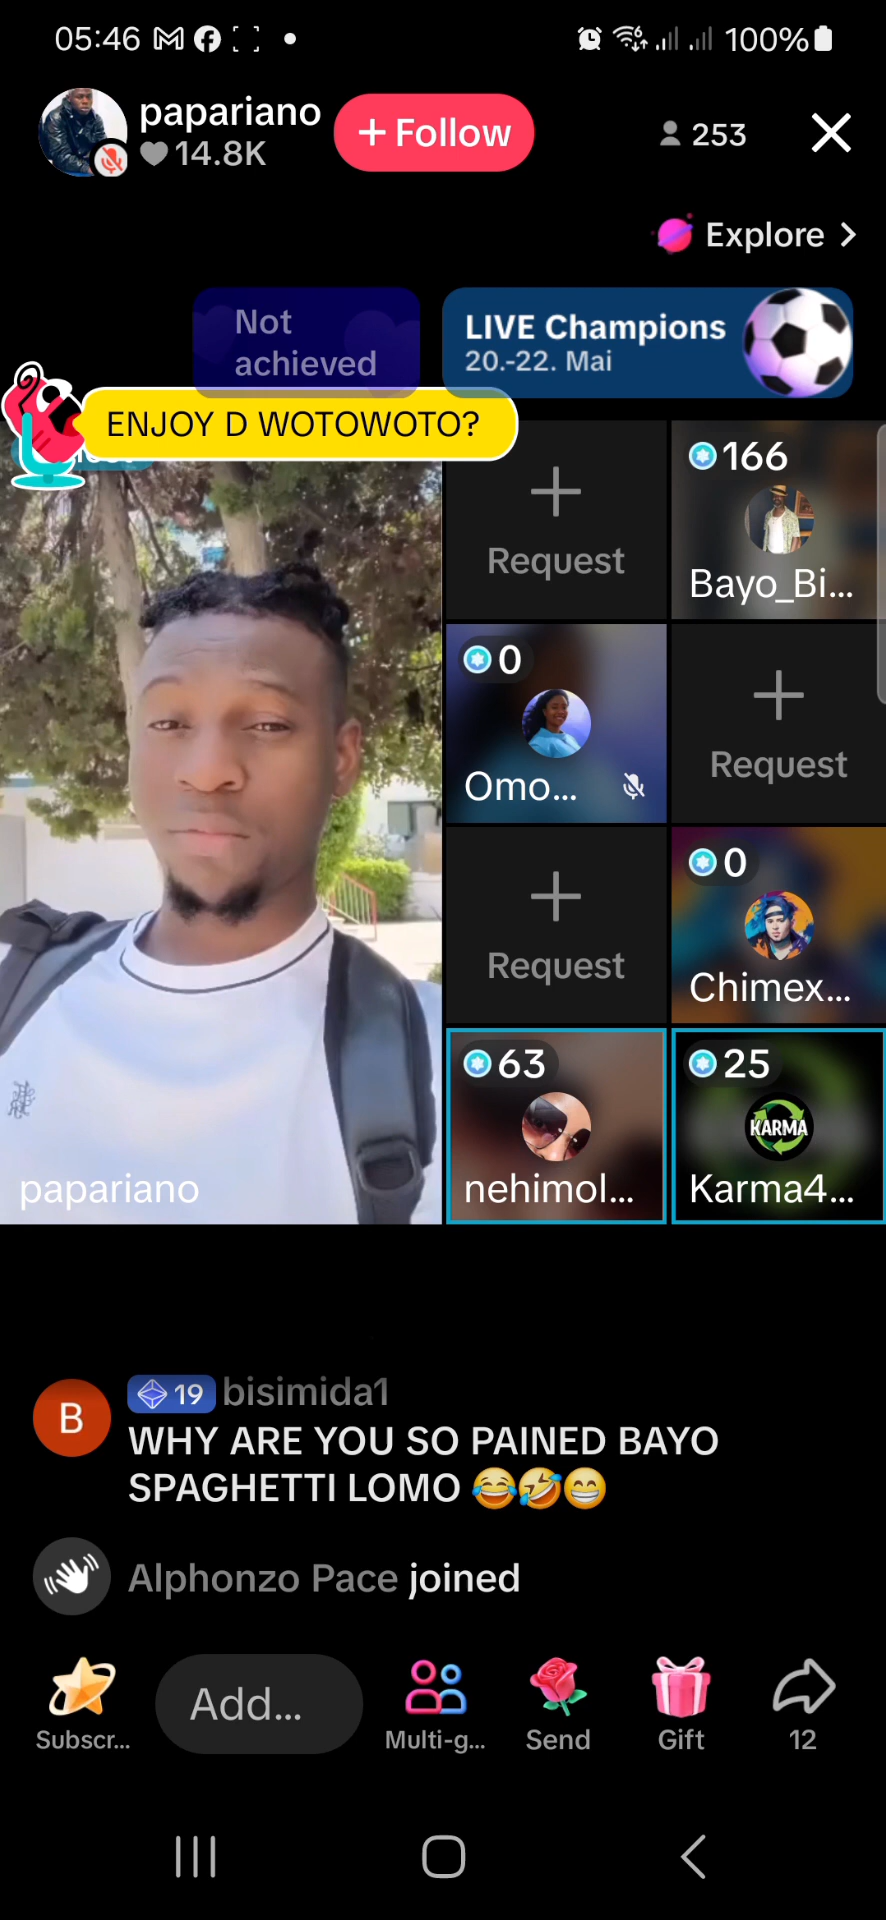 05:46
100%
papariano
14.8K
+ Follow
253
Explore
Not
achieved
LIVE Champions
20.-22. Mai
ENJOY D WOTOWOTO?
Request
166
Bayo_Bi...
0
Omo...
Request
Request
0
Chimex...
papariano
63
nehimol...
25
KARMA
Karma4...
B
19 bisimida1
WHY ARE YOU SO PAINED BAYO
SPAGHETTI LOMO 😂🤣😁
Alphonzo Pace joined
Subscr...
Add...
Multi-g...
Send
Gift
12